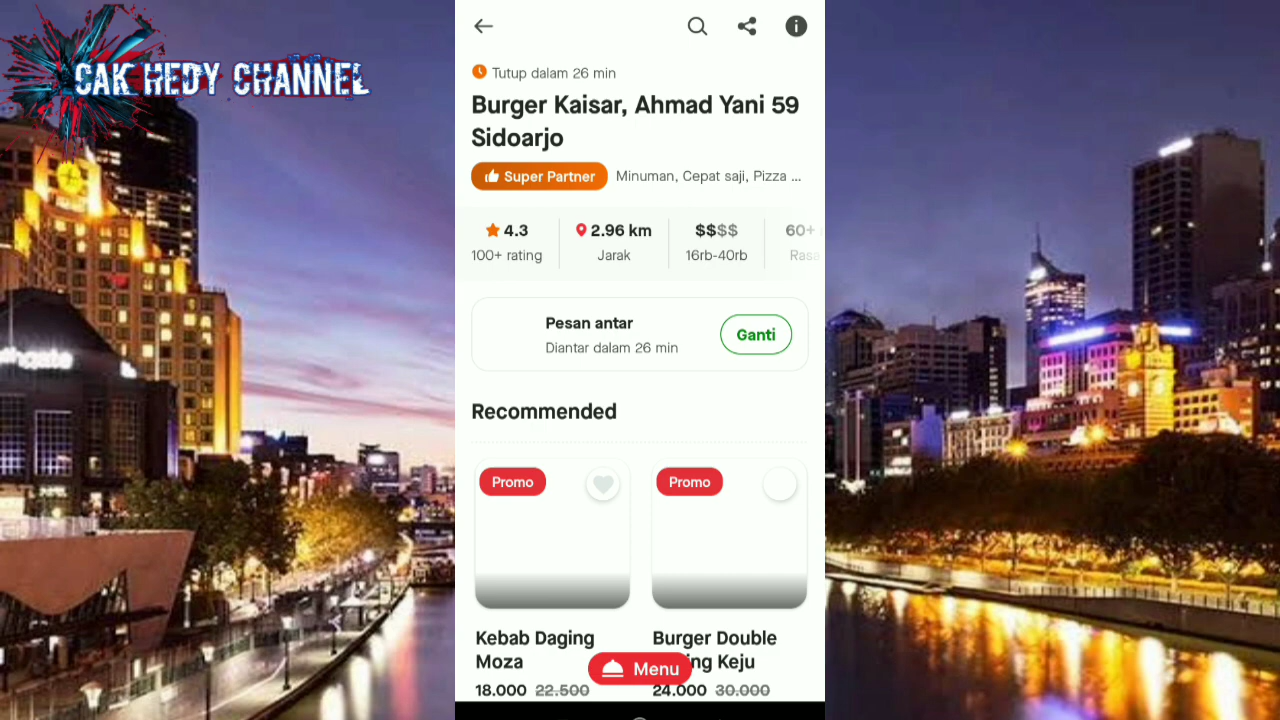 CAK HEDY CHANNEL
Tutup dalam 26 min
Burger Kaisar, Ahmad Yani 59
Sidoarjo
Super Partner
Minuman, Cepat saji, Pizza ...
4.3
2.96 km
$$$$
60+
100+ rating
Jarak
16rb-40rb
Rasa
Pesan antar
Diantar dalam 26 min
Ganti
Recommended
Promo
Promo
Kebab Daging
Moza
Burger Double
Keju
Menu
18.000 22.500
24.000 30.000